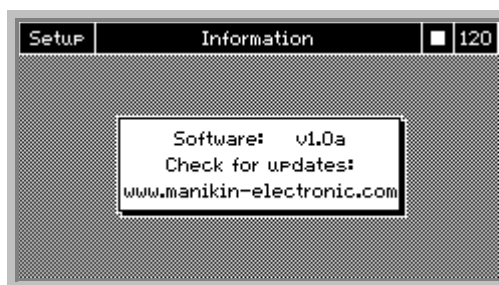 Setup Information 120
Software: v1.0a
Check for updates:
www.manikin-electronic.com